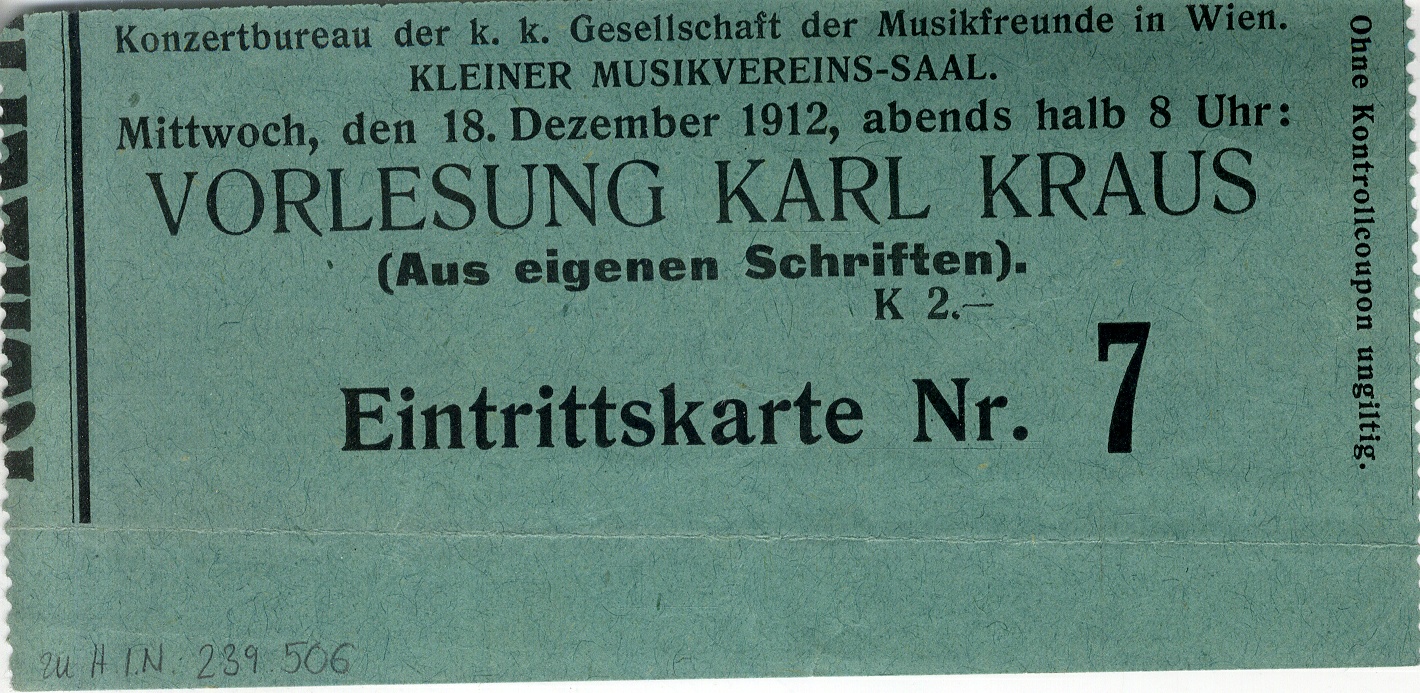 Konzertbureau der k. k. Gesellschaft der Musikfreunde in Wien.
KLEINER MUSIKVEREINS-SAAL.
Mittwoch, den 18. Dezember 1912, abends halb 8 Uhr:
VORLESUNG KARL KRAUS
(Aus eigenen Schriften).
K 2.—
Eintrittskarte Nr. 7
Ohne Kontrollcoupon ungiltig.
zu H I.N. 239.506